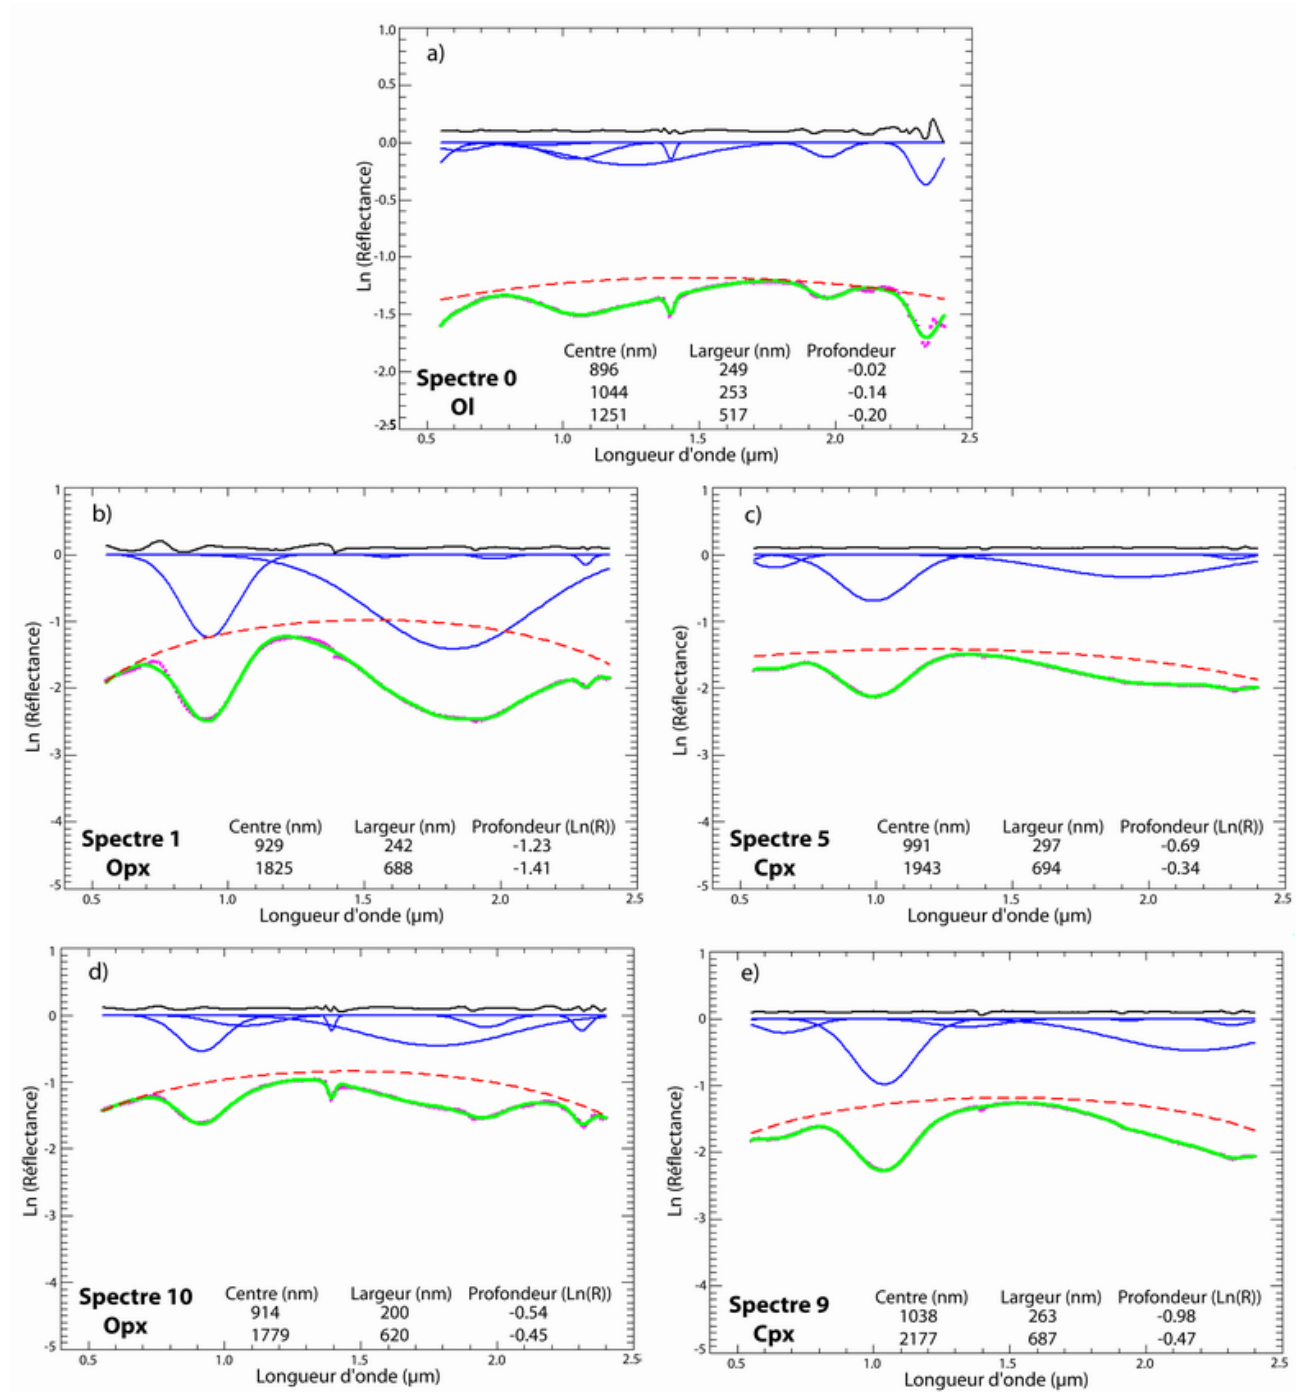 a)
Ln (Réflectance)
1.0
0.5
0.0
-0.5
-1.0
-1.5
-2.0
-2.5
Centre (nm) Largeur (nm) Profondeur
896 249 -0.02
1044 253 -0.14
1251 517 -0.20
Spectre 0
Ol
0.5 1.0 1.5 2.0 2.5
Longueur d'onde (µm)
b)
Ln (Réflectance)
1
0
-1
-2
-3
-4
-5
Centre (nm) Largeur (nm) Profondeur (Ln(R))
929 242 -1.23
1825 688 -1.41
Spectre 1
Opx
0.5 1.0 1.5 2.0 2.5
Longueur d'onde (µm)
c)
Ln (Réflectance)
1
0
-1
-2
-3
-4
-5
Centre (nm) Largeur (nm) Profondeur (Ln(R))
991 297 -0.69
1943 694 -0.34
Spectre 5
Cpx
0.5 1.0 1.5 2.0 2.5
Longueur d'onde (µm)
d)
Ln (Réflectance)
1
0
-1
-2
-3
-4
-5
Centre (nm) Largeur (nm) Profondeur (Ln(R))
914 200 -0.54
1779 620 -0.45
Spectre 10
Opx
0.5 1.0 1.5 2.0 2.5
Longueur d'onde (µm)
e)
Ln (Réflectance)
1
0
-1
-2
-3
-4
-5
Centre (nm) Largeur (nm) Profondeur (Ln(R))
1038 263 -0.98
2177 687 -0.47
Spectre 9
Cpx
0.5 1.0 1.5 2.0 2.5
Longueur d'onde (µm)